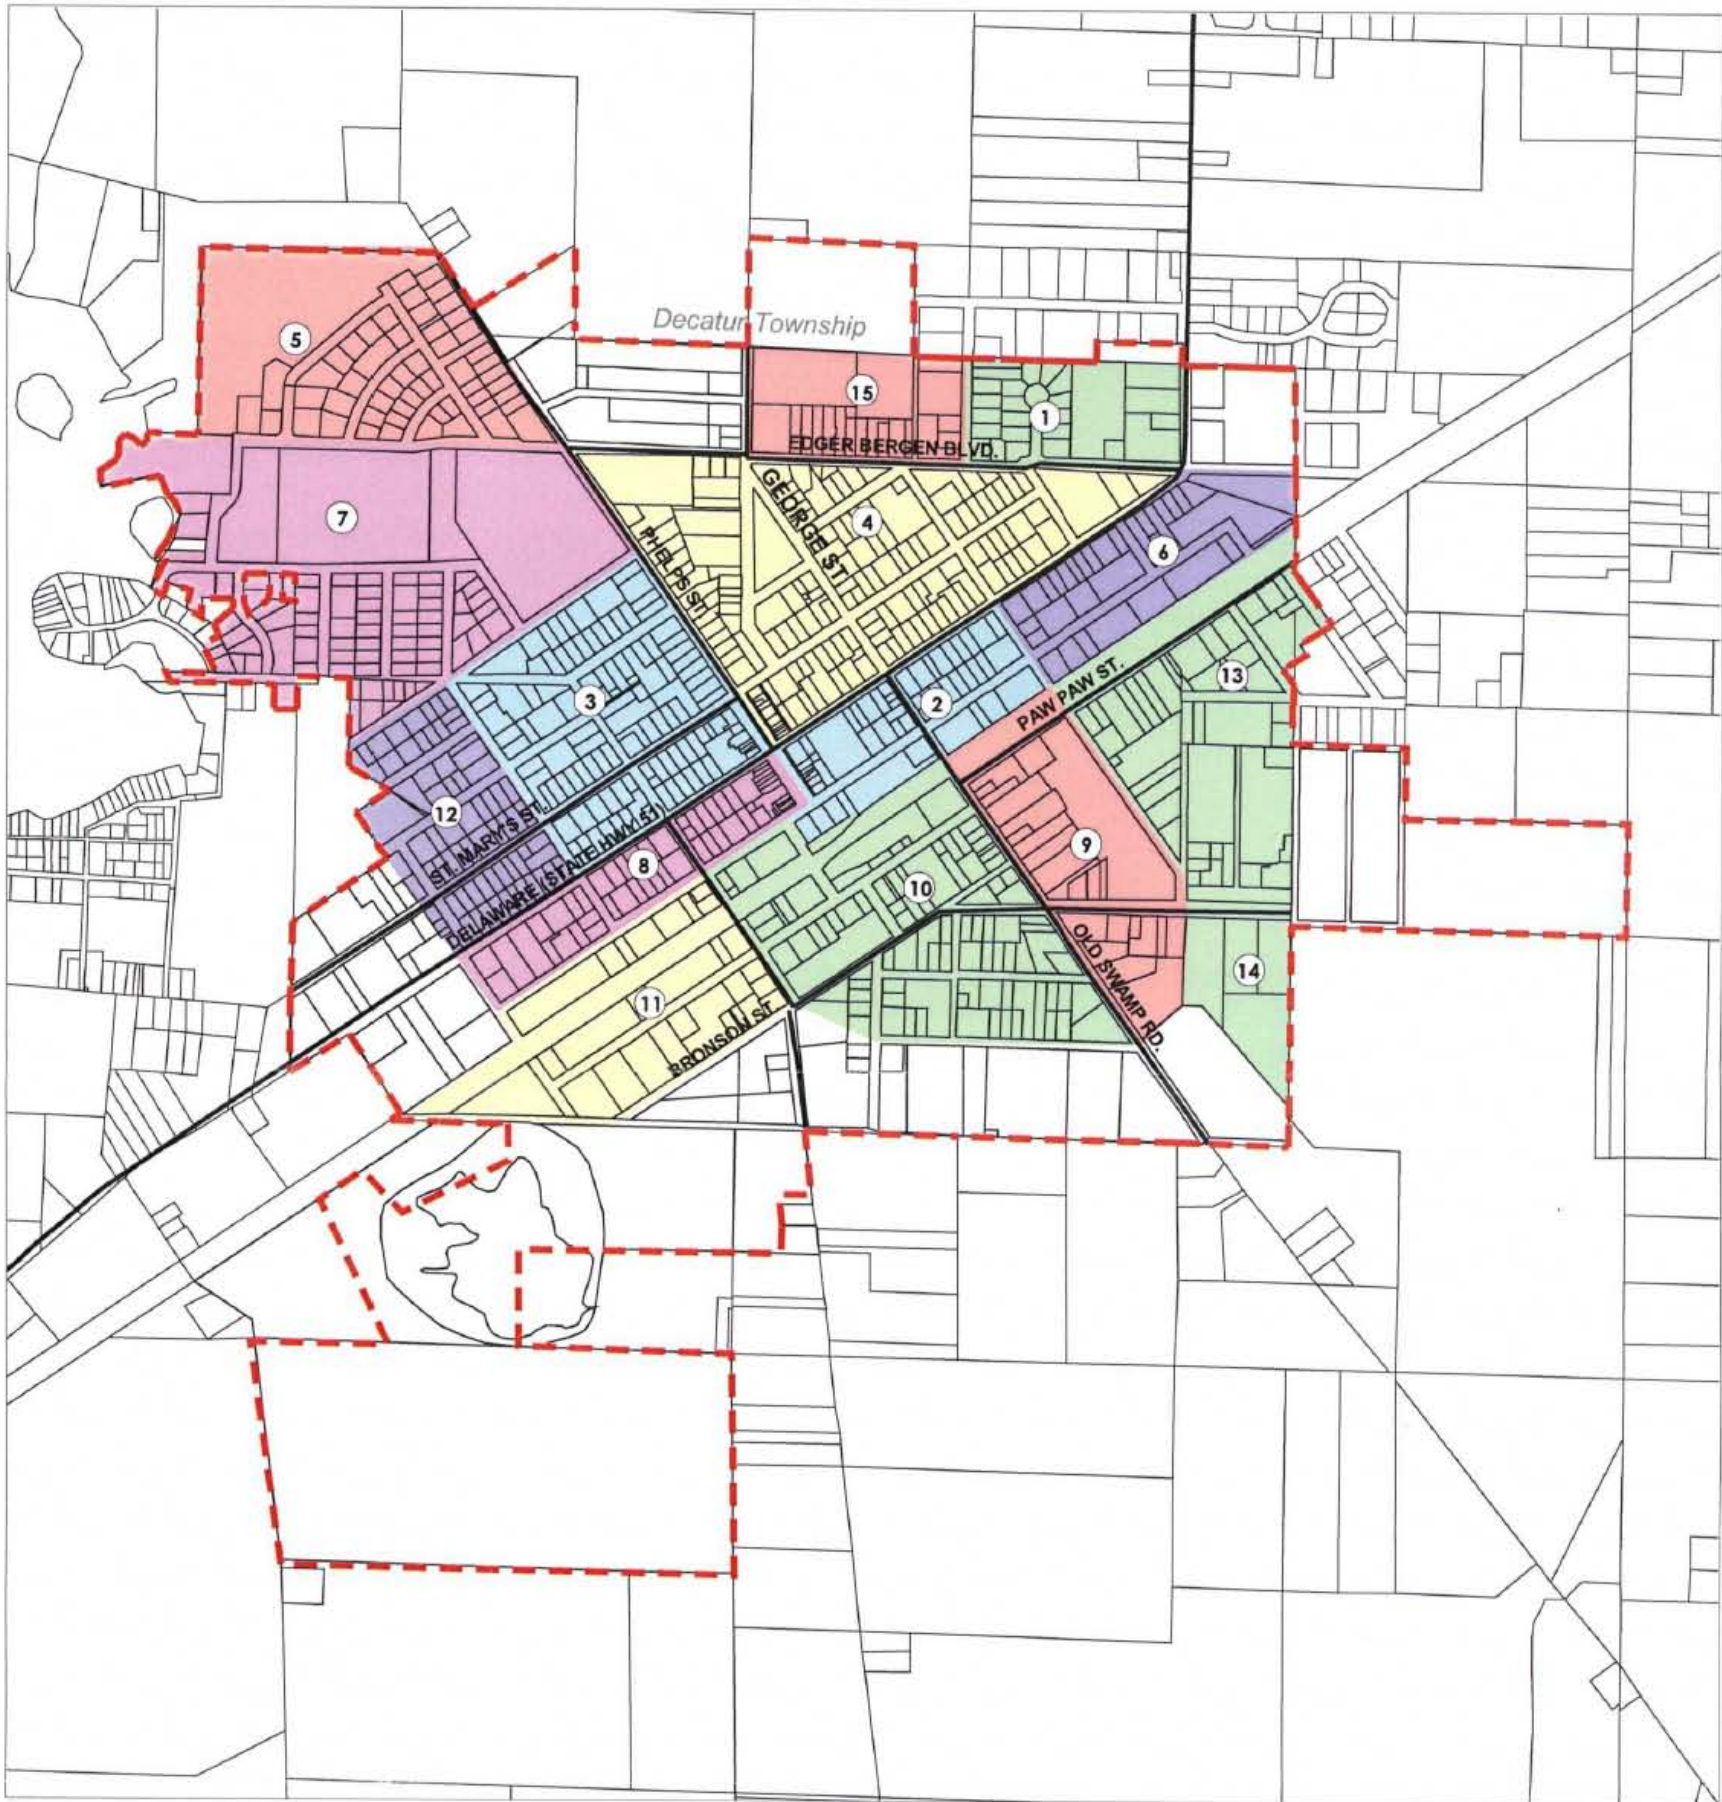 Decatur Township
5
15
1
EDGER BERGEN BLVD.
7
GEORGE ST.
4
PHELPS ST.
6
3
2
13
PAW PAW ST.
12
ST. MARY'S ST.
DELAWARE (STATE HWY 51)
8
9
10
11
OLD SWAMP RD.
14
BRONSON ST